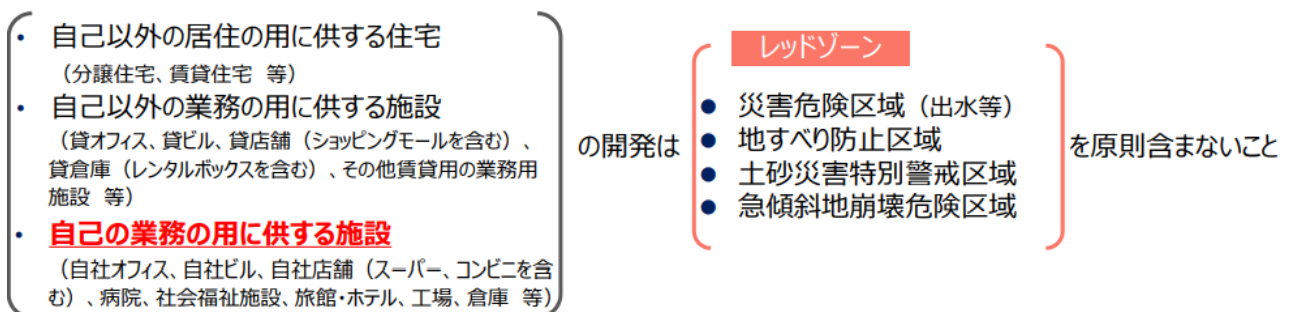 ・ 自己以外の居住の用に供する住宅
（分譲住宅、賃貸住宅 等）
・ 自己以外の業務の用に供する施設
（貸オフィス、貸ビル、貸店舗（ショッピングモールを含む）、
貸倉庫（レンタルボックスを含む）、その他賃貸用の業務用
施設 等）
・ 自己の業務の用に供する施設
（自社オフィス、自社ビル、自社店舗（スーパー、コンビニを含
む）、病院、社会福祉施設、旅館・ホテル、工場、倉庫 等）
の開発は
レッドゾーン
● 災害危険区域（出水等）
● 地すべり防止区域
● 土砂災害特別警戒区域
● 急傾斜地崩壊危険区域
を原則含まないこと